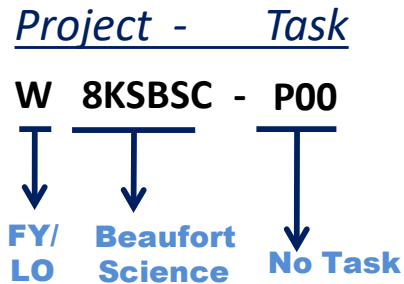 Project - Task
W 8KSBSC - P00
FY/ Beaufort
LO Science No Task